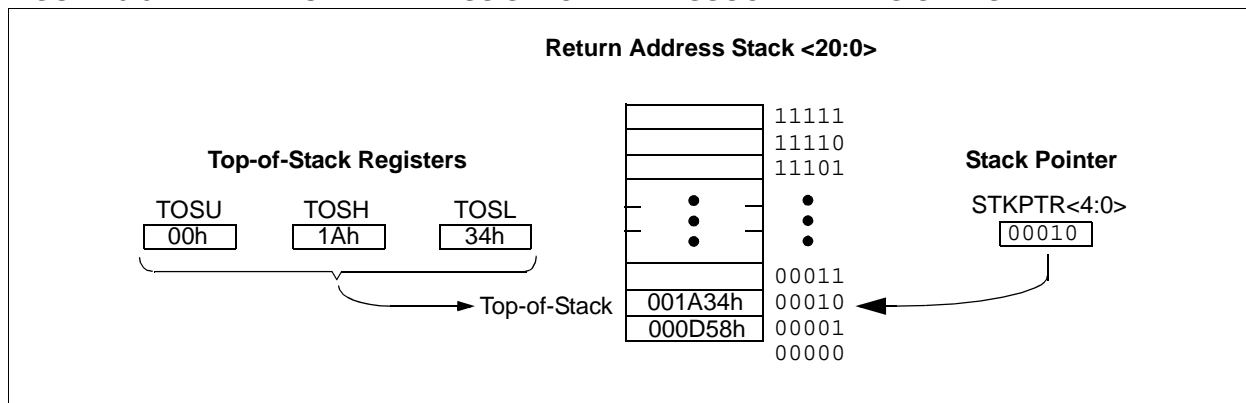 Return Address Stack <20:0>
11111
11110
11101
Top-of-Stack Registers
Stack Pointer
TOSU TOSH TOSL
00h 1Ah 34h
STKPTR<4:0>
00010
00011
Top-of-Stack 001A34h 00010
000D58h 00001
00000